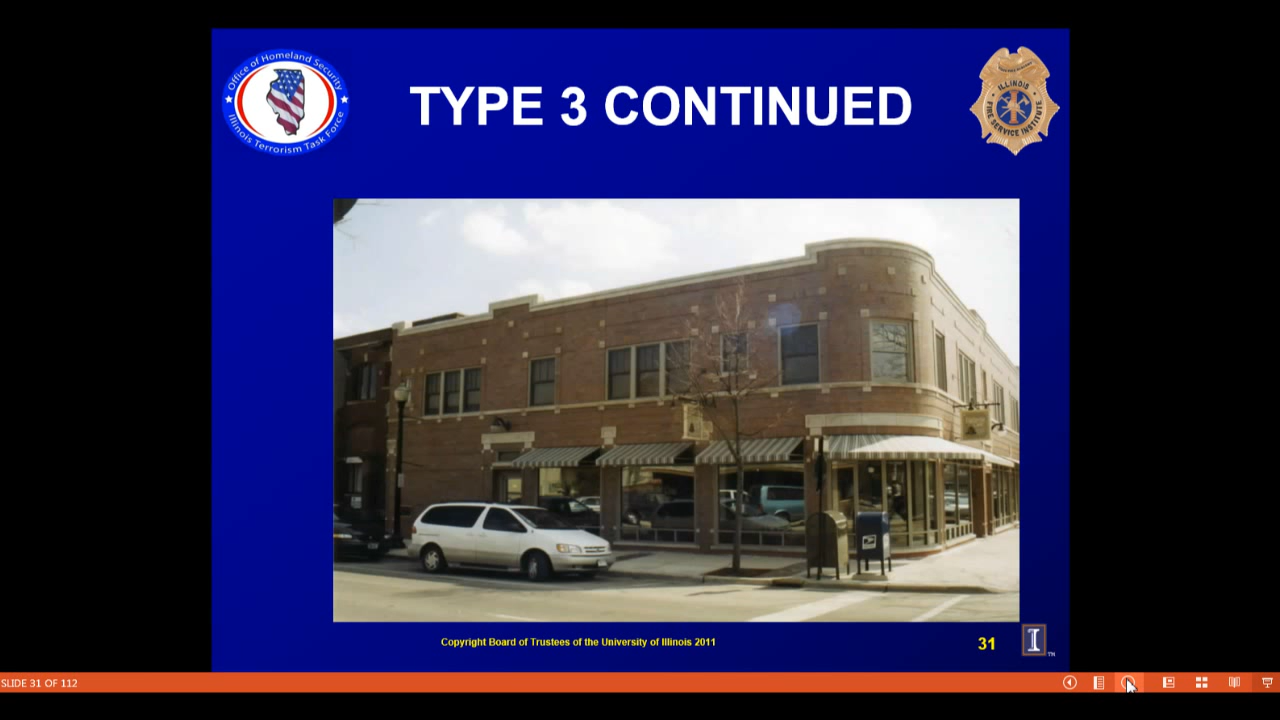 Office of Homeland Security
Illinois Terrorism Task Force
TYPE 3 CONTINUED
ILLINOIS
FIRE SERVICE INSTITUTE
Copyright Board of Trustees of the University of Illinois 2011
31
I
TM
SLIDE 31 OF 112